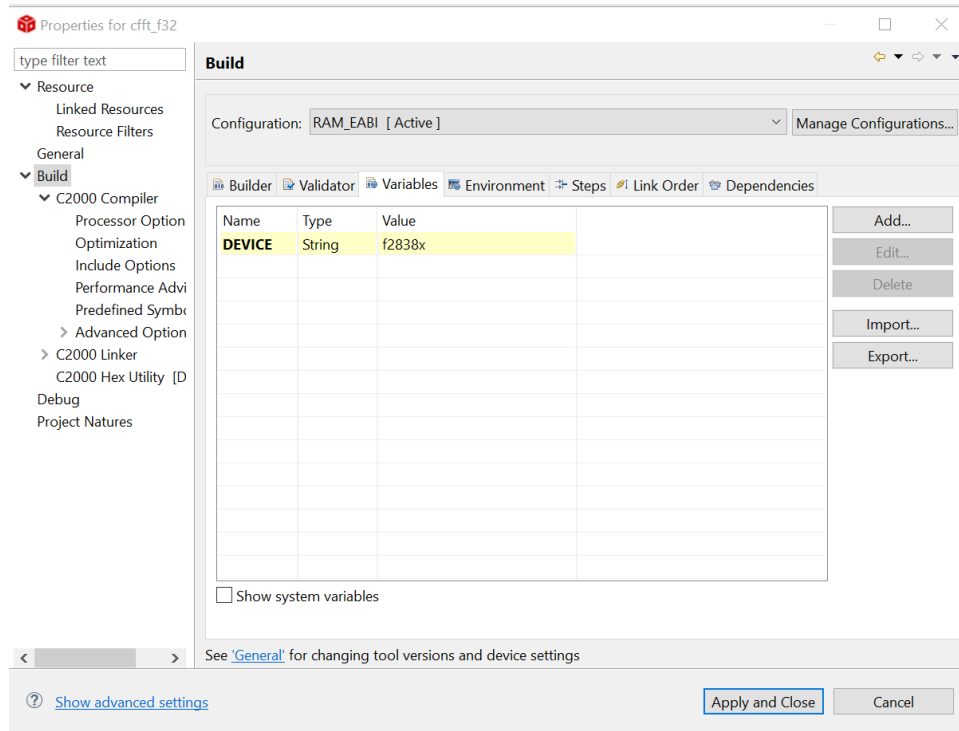 Properties for cfft_f32
type filter text
Resource
Linked Resources
Resource Filters
General
Build
C2000 Compiler
Processor Option
Optimization
Include Options
Performance Advi
Predefined Symbo
Advanced Option
C2000 Linker
C2000 Hex Utility [D
Debug
Project Natures
Build
Configuration: RAM_EABI [ Active ] Manage Configurations...
Builder Validator Variables Environment Steps Link Order Dependencies
Name Type Value
DEVICE String f2838x
Add...
Edit...
Delete
Import...
Export...
Show system variables
See 'General' for changing tool versions and device settings
Show advanced settings Apply and Close Cancel